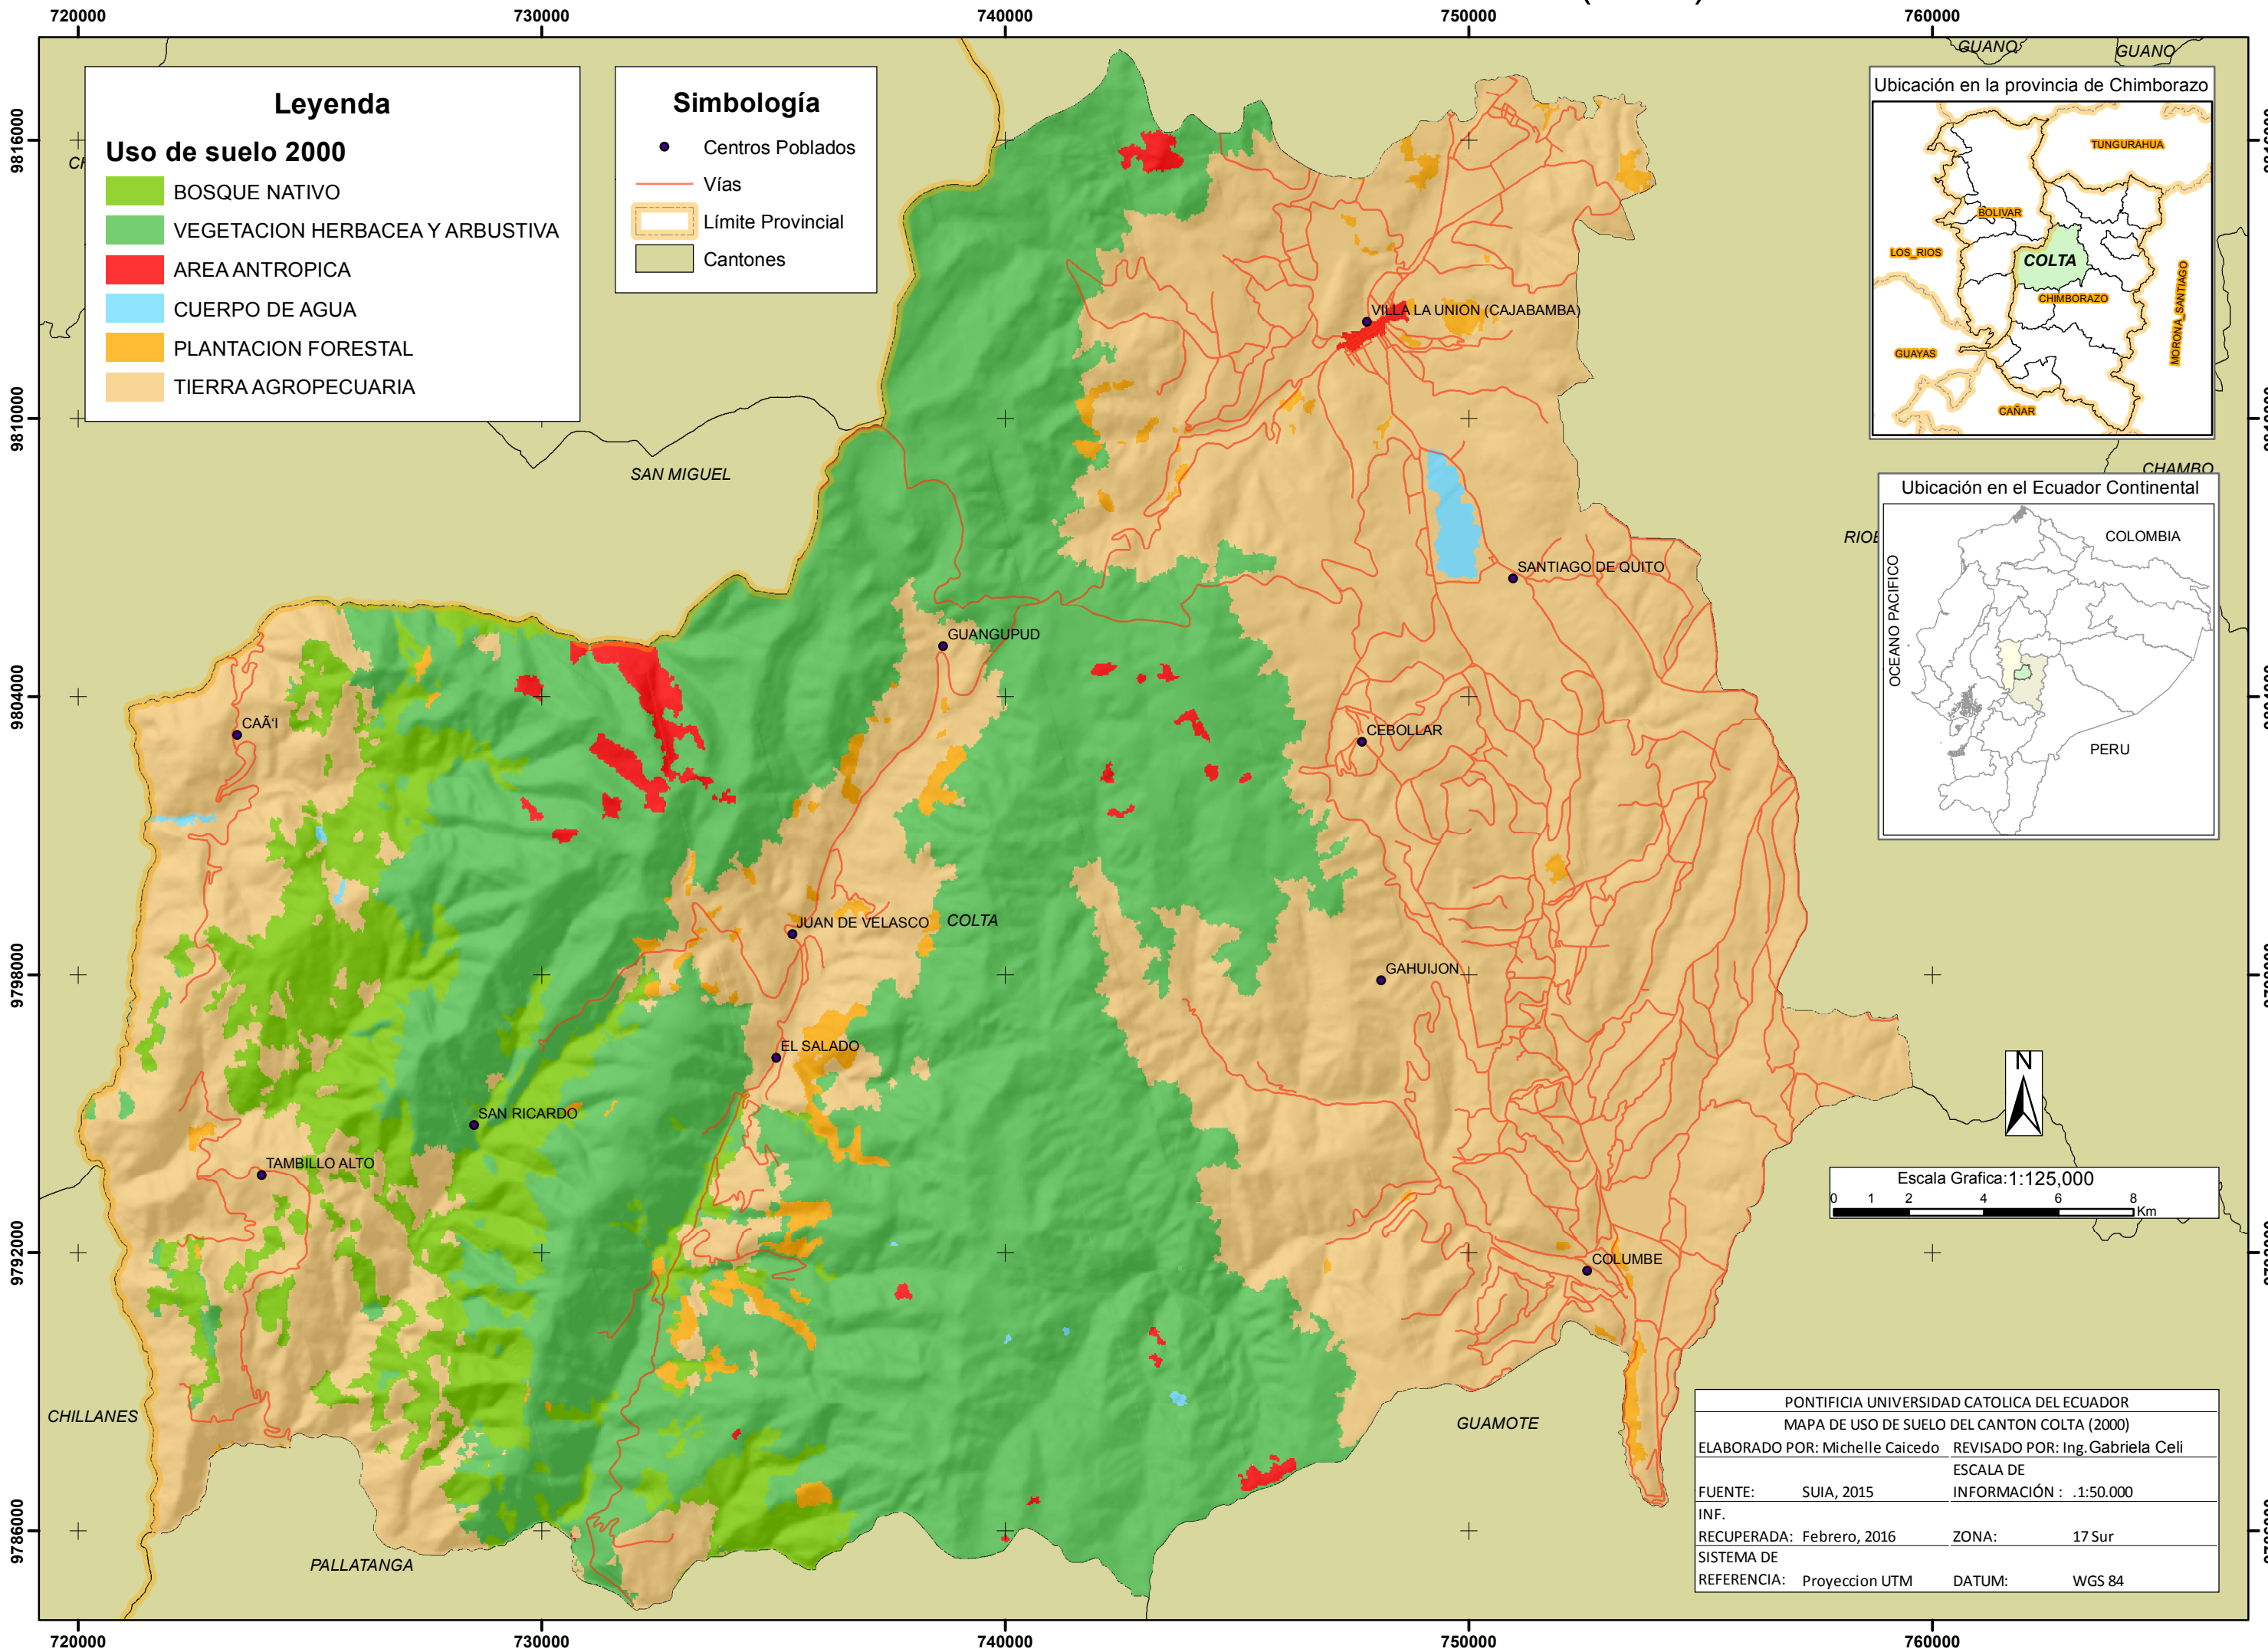 720000
730000
740000
750000
760000
Leyenda
Uso de suelo 2000
BOSQUE NATIVO
VEGETACION HERBACEA Y ARBUSTIVA
AREA ANTROPICA
CUERPO DE AGUA
PLANTACION FORESTAL
TIERRA AGROPECUARIA
Simbología
Centros Poblados
Vías
Límite Provincial
Cantones
GUANO
GUANO
Ubicación en la provincia de Chimborazo
TUNGURAHUA
BOLIVAR
LOS_RIOS
COLTA
CHIMBORAZO
MORONA_SANTIAGO
GUAYAS
CAÑAR
CHAMBO
Ubicación en el Ecuador Continental
COLOMBIA
OCEANO PACIFICO
PERU
9816000
9810000
9804000
9798000
9792000
9786000
SAN MIGUEL
VILLA LA UNION (CAJABAMBA)
SANTIAGO DE QUITO
GUANGUPUD
CAÃ‘I
CEBOLLAR
JUAN DE VELASCO
COLTA
GAHUIJON
EL SALADO
SAN RICARDO
TAMBILLO ALTO
COLUMBE
CHILLANES
GUAMOTE
PALLATANGA
N
Escala Grafica:1:125,000
0 1 2 4 6 8
Km
PONTIFICIA UNIVERSIDAD CATOLICA DEL ECUADOR
MAPA DE USO DE SUELO DEL CANTON COLTA (2000)
ELABORADO POR: Michelle Caicedo REVISADO POR: Ing. Gabriela Celi
FUENTE: SUIA, 2015 ESCALA DE INFORMACIÓN : .1:50.000
INF. RECUPERADA: Febrero, 2016 ZONA: 17 Sur
SISTEMA DE REFERENCIA: Proyeccion UTM DATUM: WGS 84
720000
730000
740000
750000
760000